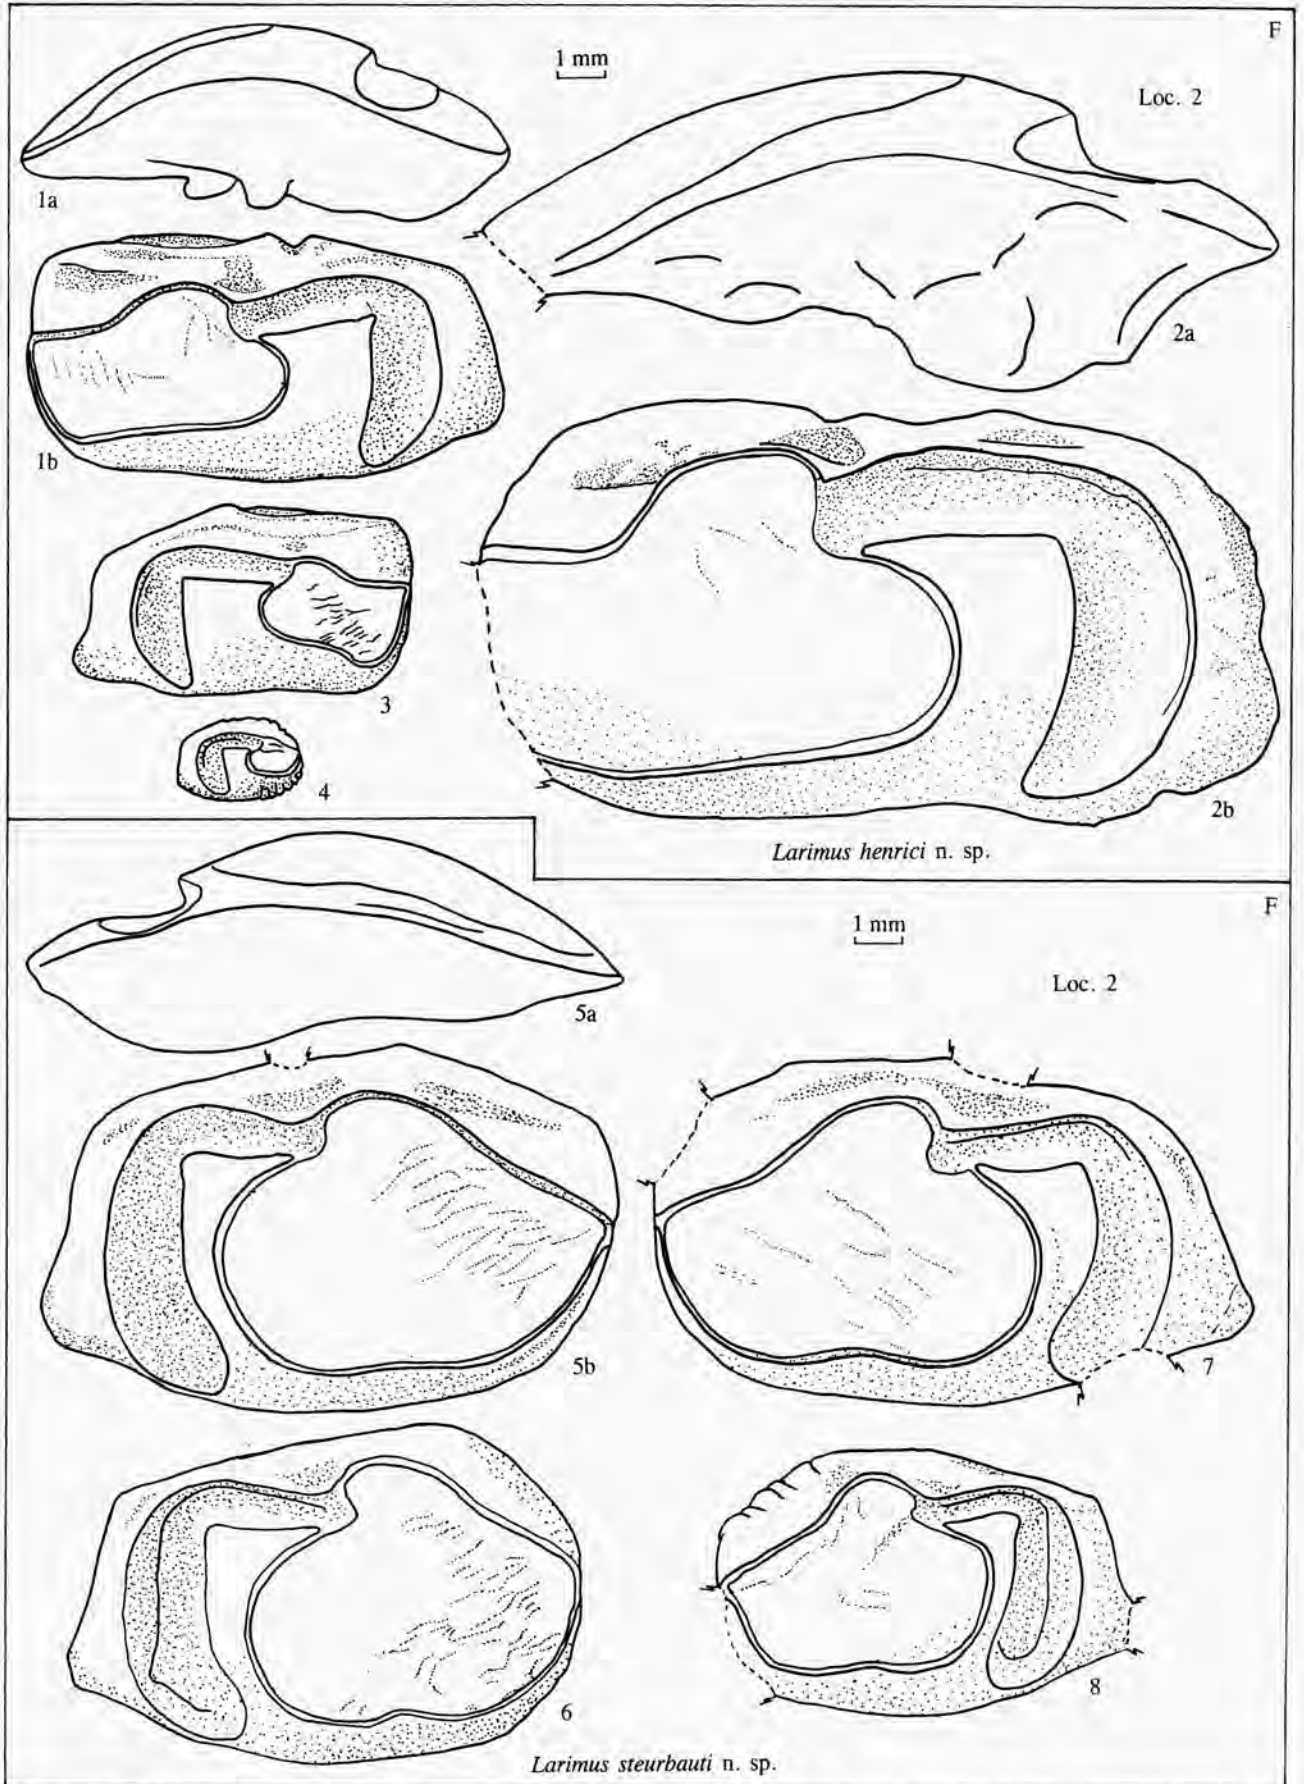 F
1 mm
Loc. 2
1a
2a
1b
3
4
2b
Larimus henrici n. sp.
F
1 mm
Loc. 2
5a
5b
7
6
8
Larimus steurbauti n. sp.